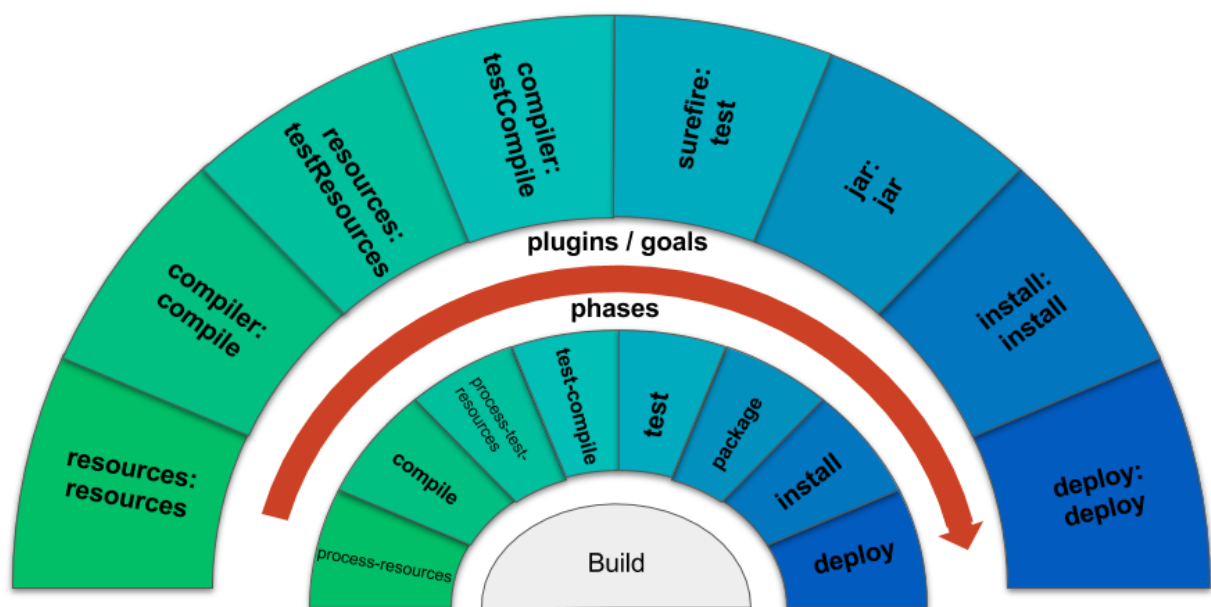 resources:
resources
compiler:
compile
resources:
testResources
compiler:
testCompile
surefire:
test
jar:
jar
install:
install
deploy:
deploy
plugins / goals
phases
process-resources
compile
process-test-
resources
test-compile
test
package
install
deploy
Build